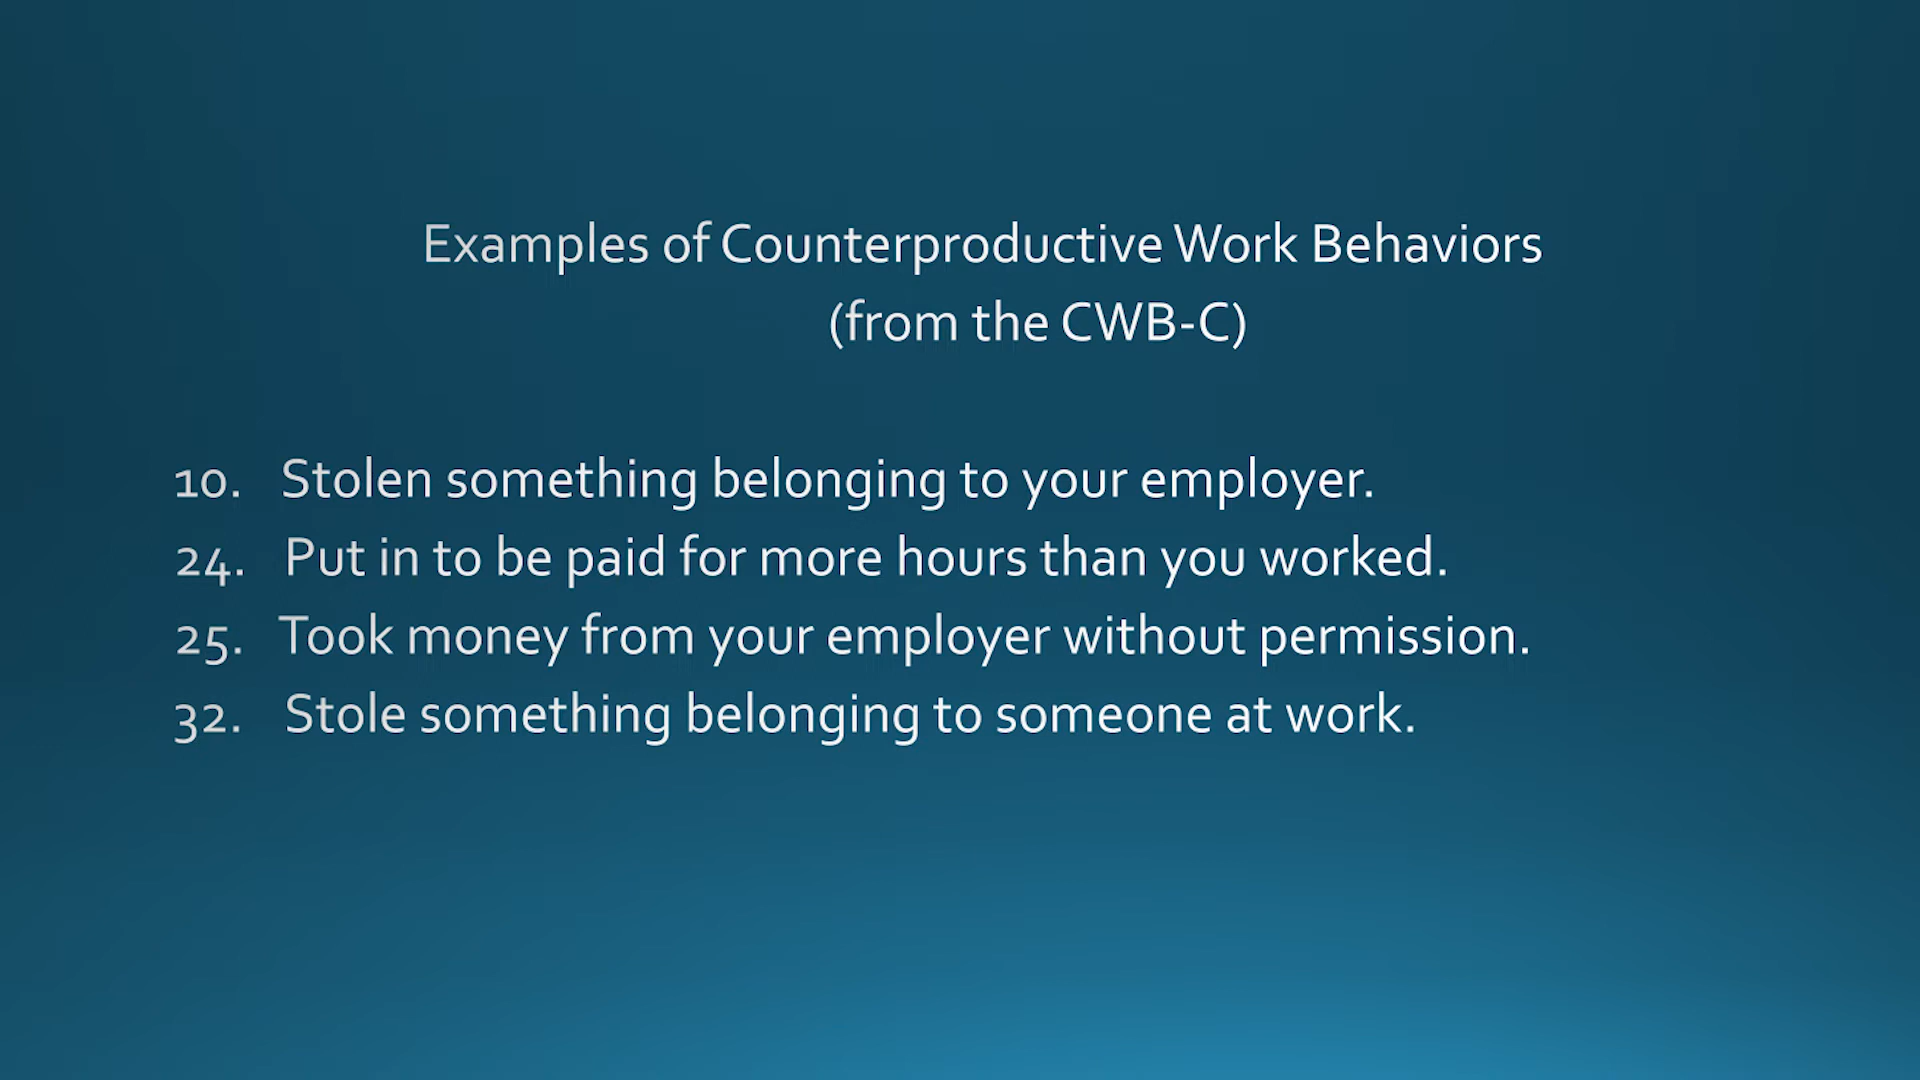 Examples of Counterproductive Work Behaviors
(from the CWB-C)
10. Stolen something belonging to your employer.
24. Put in to be paid for more hours than you worked.
25. Took money from your employer without permission.
32. Stole something belonging to someone at work.